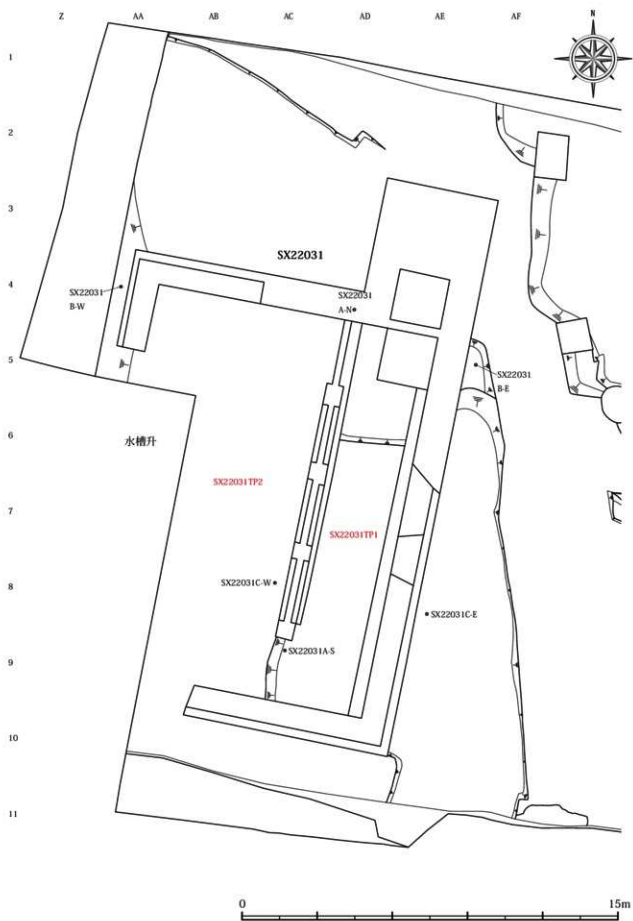 Z AA AB AC AD AE AF N
1
2
3
SX22031
4
SX22031
B-W
SX22031
A-N
5
SX22031
B-E
6
水槽升
SX22031TP2
7
SX22031TP1
8
SX22031C-W
SX22031C-E
9
SX22031A-S
10
11
0 15m